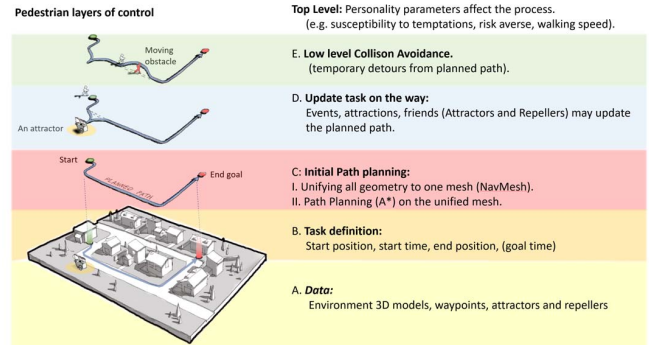 Pedestrian layers of control
Top Level: Personality parameters affect the process.
(e.g. susceptibility to temptations, risk averse, walking speed).
Moving
obstacle
E. Low level Collison Avoidance.
(temporary detours from planned path).
An attractor
D. Update task on the way:
Events, attractions, friends (Attractors and Repellers) may update
the planned path.
Start
PLANNED PATH
End goal
C: Initial Path planning:
I. Unifying all geometry to one mesh (NavMesh).
II. Path Planning (A*) on the unified mesh.
B. Task definition:
Start position, start time, end position, (goal time)
A. Data:
Environment 3D models, waypoints, attractors and repellers